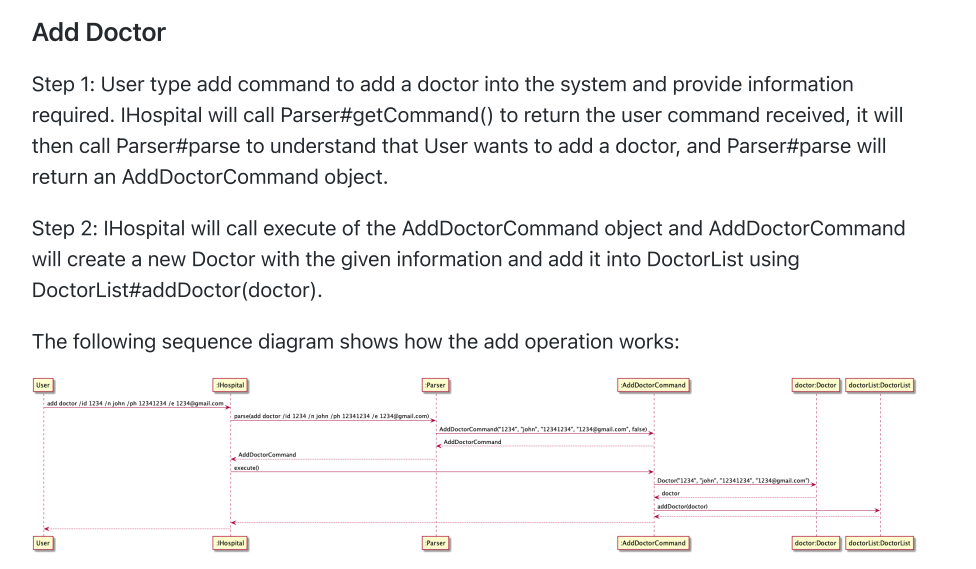 Add Doctor
Step 1: User type add command to add a doctor into the system and provide information
required. IHospital will call Parser#getCommand() to return the user command received, it will
then call Parser#parse to understand that User wants to add a doctor, and Parser#parse will
return an AddDoctorCommand object.
Step 2: IHospital will call execute of the AddDoctorCommand object and AddDoctorCommand
will create a new Doctor with the given information and add it into DoctorList using
DoctorList#addDoctor(doctor).
The following sequence diagram shows how the add operation works:
User :IHospital :Parser :AddDoctorCommand doctor:Doctor doctorList:DoctorList
add doctor /id 1234 /n john /ph 12341234 /e 1234@gmail.com
parse(add doctor /id 1234 /n john /ph 12341234 /e 1234@gmail.com)
AddDoctorCommand("1234", "john", "12341234", "1234@gmail.com", false)
AddDoctorCommand
AddDoctorCommand
execute()
Doctor("1234", "john", "12341234", "1234@gmail.com")
doctor
addDoctor(doctor)
User :IHospital :Parser :AddDoctorCommand doctor:Doctor doctorList:DoctorList